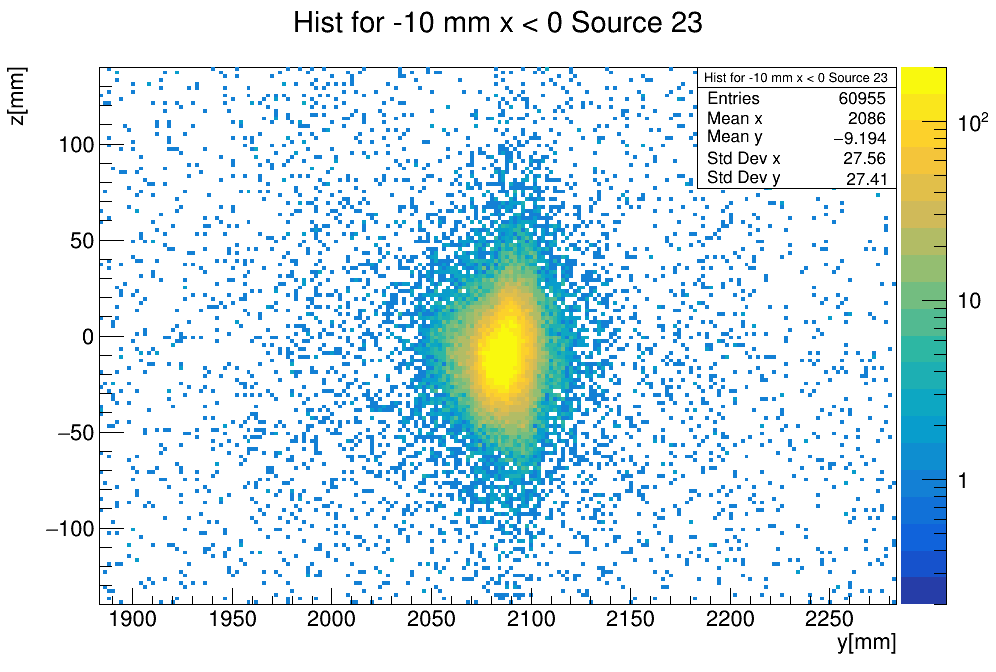 Hist for -10 mm x < 0 Source 23
z[mm]
Hist for -10 mm x < 0 Source 23
Entries 60955
Mean x 2086
Mean y −9.194
Std Dev x 27.56
Std Dev y 27.41
100
50
0
−50
−100
10²
10
1
1900 1950 2000 2050 2100 2150 2200 2250
y[mm]